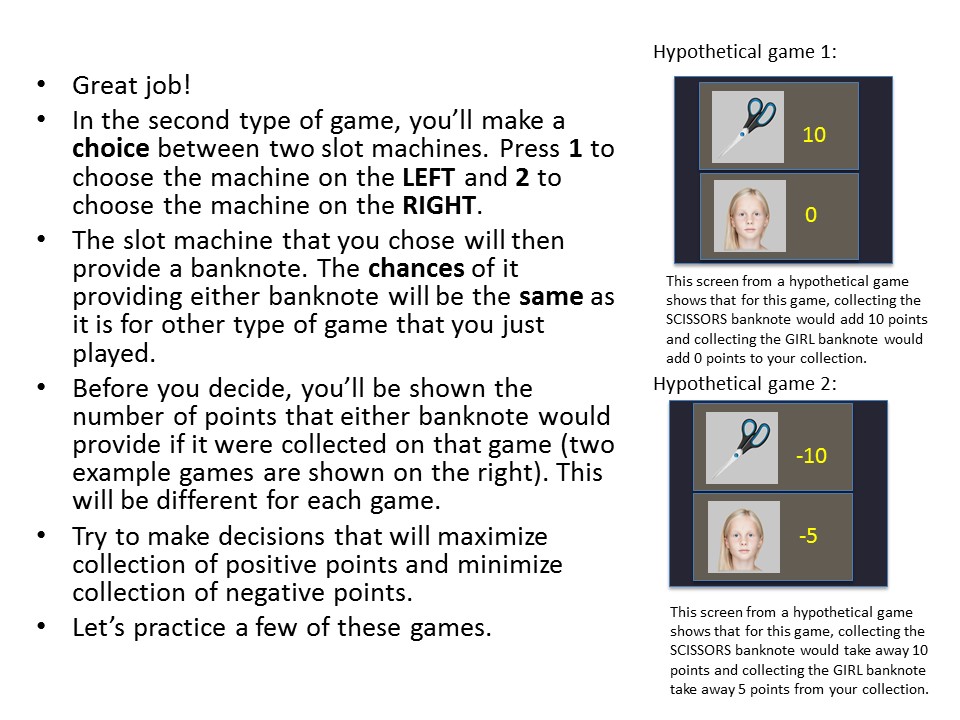 • Great job!
• In the second type of game, you’ll make a
choice between two slot machines. Press 1 to
choose the machine on the LEFT and 2 to
choose the machine on the RIGHT.
• The slot machine that you chose will then
provide a banknote. The chances of it
providing either banknote will be the same as
it is for other type of game that you just
played.
• Before you decide, you’ll be shown the
number of points that either banknote would
provide if it were collected on that game (two
example games are shown on the right). This
will be different for each game.
• Try to make decisions that will maximize
collection of positive points and minimize
collection of negative points.
• Let’s practice a few of these games.
Hypothetical game 1:
10
0
This screen from a hypothetical game
shows that for this game, collecting the
SCISSORS banknote would add 10 points
and collecting the GIRL banknote would
add 0 points to your collection.
Hypothetical game 2:
-10
-5
This screen from a hypothetical game
shows that for this game, collecting the
SCISSORS banknote would take away 10
points and collecting the GIRL banknote
take away 5 points from your collection.